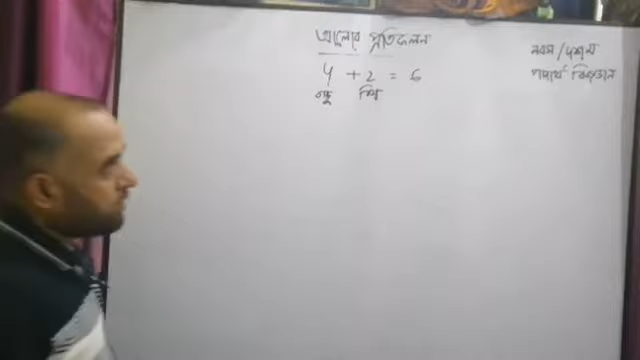 আলোর প্রতিফলন
নবম/দশম
পদার্থ বিজ্ঞান
4 + 2 = 6